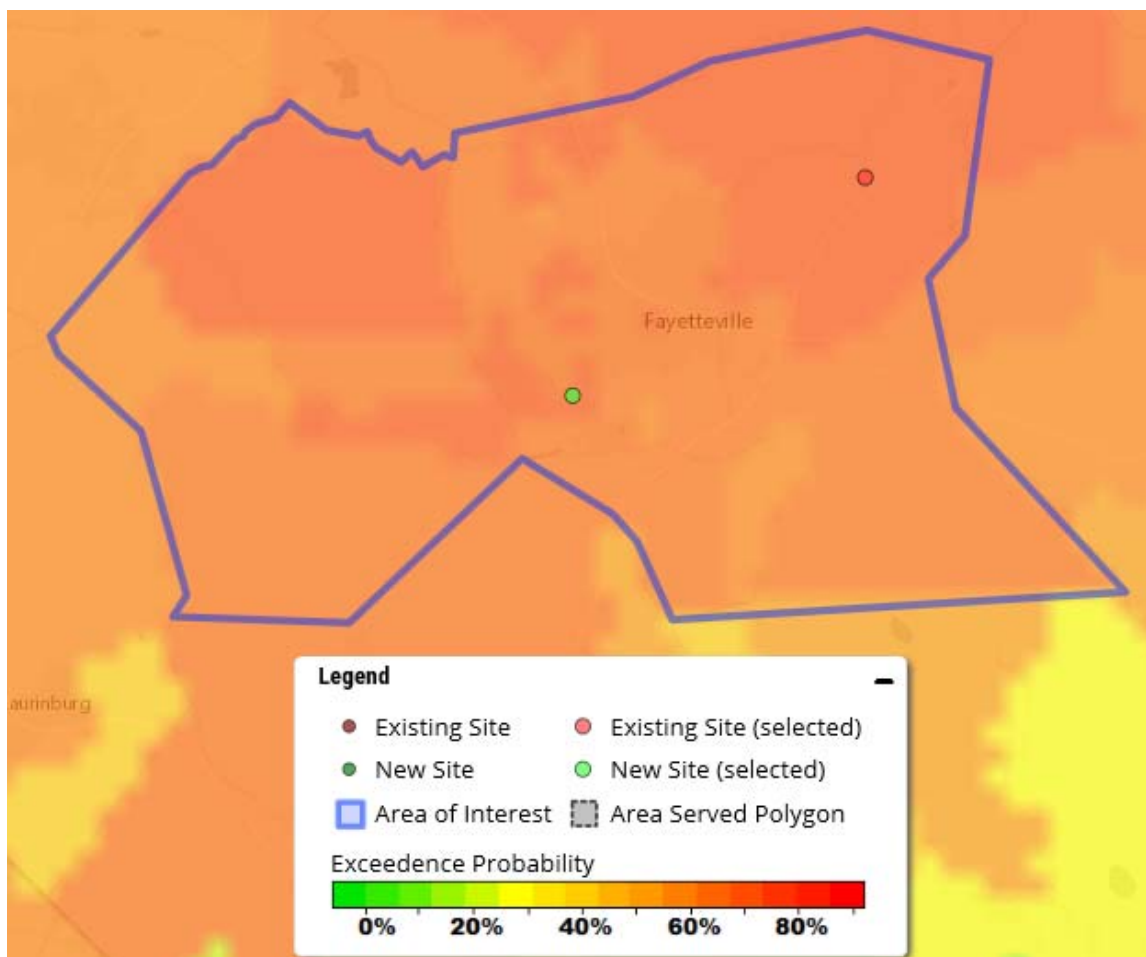 Fayetteville
aurinburg
Legend
Existing Site
Existing Site (selected)
New Site
New Site (selected)
Area of Interest
Area Served Polygon
Exceedence Probability
0% 20% 40% 60% 80%